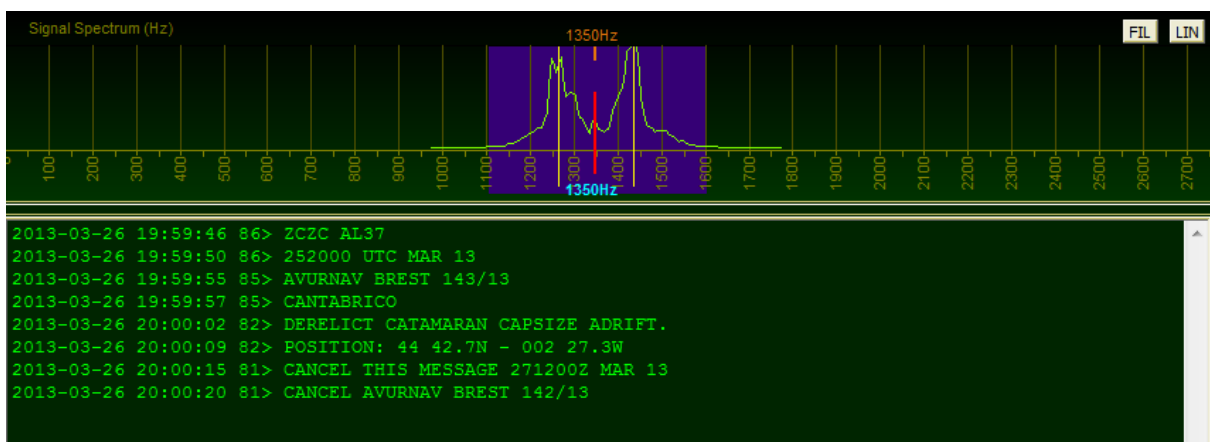 Signal Spectrum (Hz)
1350Hz
FIL LIN
100 200 300 400 500 600 700 800 900 1000 1100 1200 1300 1400 1500 1600 1700 1800 1900 2000 2100 2200 2300 2400 2500 2600 2700
1350Hz
2013-03-26 19:59:46 86> ZCZC AL37
2013-03-26 19:59:50 86> 252000 UTC MAR 13
2013-03-26 19:59:55 85> AVURNAV BREST 143/13
2013-03-26 19:59:57 85> CANTABRICO
2013-03-26 20:00:02 82> DERELICT CATAMARAN CAPSIZE ADRIFT.
2013-03-26 20:00:09 82> POSITION: 44 42.7N - 002 27.3W
2013-03-26 20:00:15 81> CANCEL THIS MESSAGE 271200Z MAR 13
2013-03-26 20:00:20 81> CANCEL AVURNAV BREST 142/13